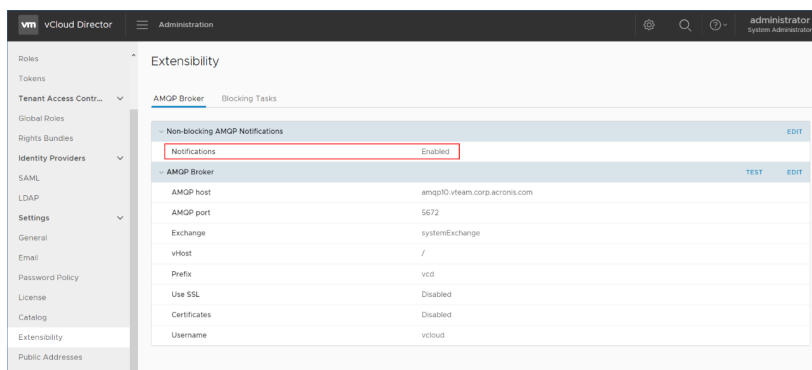 vm vCloud Director Administration administrator
System Administrator
Roles
Tokens
Tenant Access Contr...
Global Roles
Rights Bundles
Identity Providers
SAML
LDAP
Settings
General
Email
Password Policy
License
Catalog
Extensibility
Public Addresses
Extensibility
AMQP Broker Blocking Tasks
Non-blocking AMQP Notifications EDIT
Notifications Enabled
AMQP Broker TEST EDIT
AMQP host amqp10.vteam.corp.acronis.com
AMQP port 5672
Exchange systemExchange
vHost /
Prefix vcd
Use SSL Disabled
Certificates Disabled
Username vcloud